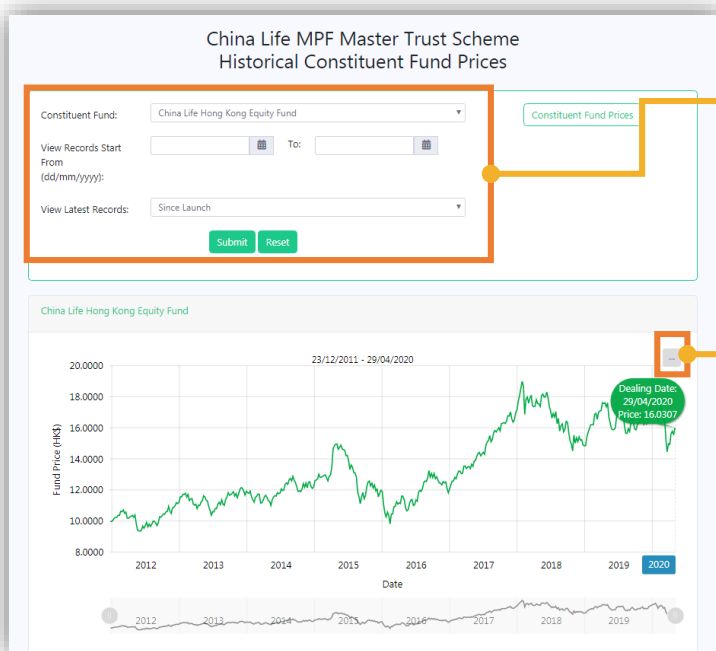 China Life MPF Master Trust Scheme
Historical Constituent Fund Prices
Constituent Fund: China Life Hong Kong Equity Fund
Constituent Fund Prices
View Records Start
From
(dd/mm/yyyy):
To:
View Latest Records: Since Launch
Submit Reset
China Life Hong Kong Equity Fund
...
23/12/2011 - 29/04/2020
Dealing Date:
29/04/2020
Price: 16.0307
Fund Price (HK$)
20.0000
18.0000
16.0000
14.0000
12.0000
10.0000
8.0000
2012 2013 2014 2015 2016 2017 2018 2019 2020
Date
2012 2013 2014 2015 2016 2017 2018 2019